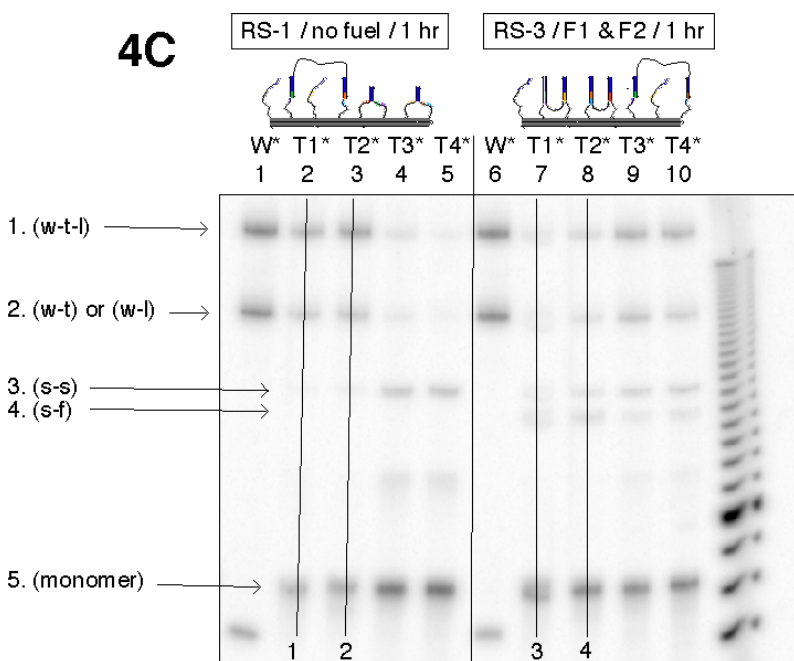 4C
RS-1 / no fuel / 1 hr
RS-3 / F1 & F2 / 1 hr
W* T1* T2* T3* T4* W* T1* T2* T3* T4*
1 2 3 4 5 6 7 8 9 10
1. (w-t-l)
2. (w-t) or (w-l)
3. (s-s)
4. (s-f)
5. (monomer)
1 2 3 4